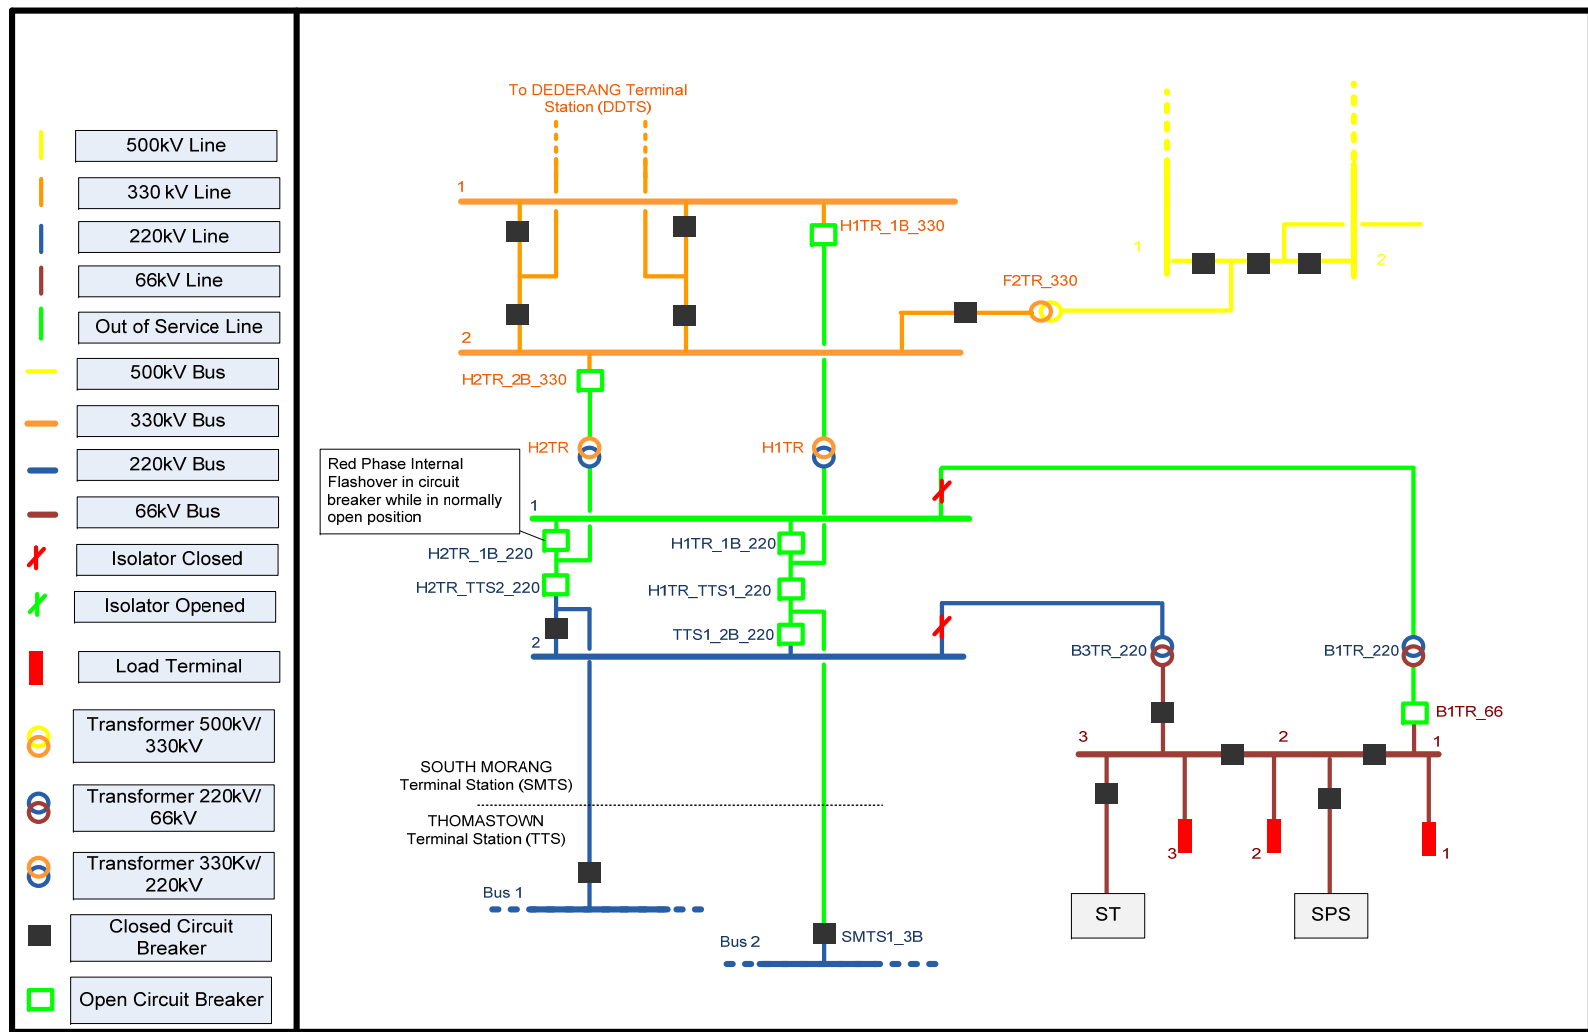 500kV Line
330 kV Line
220kV Line
66kV Line
Out of Service Line
500kV Bus
330kV Bus
220kV Bus
66kV Bus
Isolator Closed
Isolator Opened
Load Terminal
Transformer 500kV/
330kV
Transformer 220kV/
66kV
Transformer 330Kv/
220kV
Closed Circuit
Breaker
Open Circuit Breaker
To DEDERANG Terminal
Station (DDTS)
1
H1TR_1B_330
1
2
F2TR_330
2
H2TR_2B_330
H2TR
H1TR
Red Phase Internal
Flashover in circuit
breaker while in normally
open position
1
H2TR_1B_220
H1TR_1B_220
H2TR_TTS2_220
H1TR_TTS1_220
TTS1_2B_220
2
B3TR_220
B1TR_220
B1TR_66
3
2
1
SOUTH MORANG
Terminal Station (SMTS)
THOMASTOWN
Terminal Station (TTS)
3
2
1
Bus 1
ST
SPS
Bus 2
SMTS1_3B